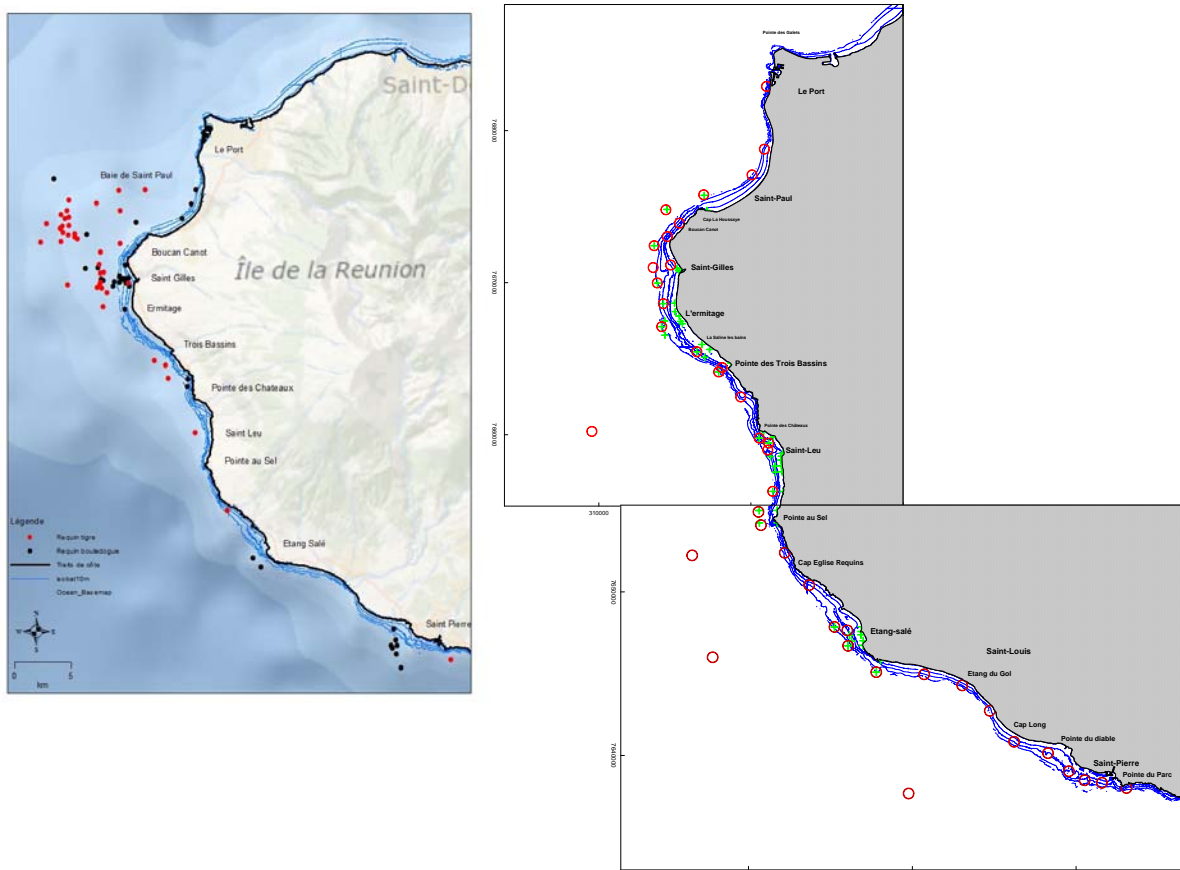 Saint-D
Le Port
Baie de Saint Paul
Boucan Canot
Île de la Reunion
Saint Gilles
Ermitage
Trois Bassins
Pointe des Chateaux
Saint Leu
Pointe au Sel
Etang Salé
Saint Pierre
Légende
Requin tigre
Requin bouledogue
Traits de côte
isobat10m
Ocean_Basemap
N
W E
S
0 5
km
Pointe des Galets
Le Port
7680000
Saint-Paul
Cap La Houssaye
Boucan Canot
Saint-Gilles
7670000
L'ermitage
La Saline les bains
Pointe des Trois Bassins
Pointe des Châteaux
7660000
Saint-Leu
310000
Pointe au Sel
Cap Eglise Requins
Etang-salé
Saint-Louis
Etang du Gol
Cap Long
Pointe du diable
Saint-Pierre
Pointe du Parc